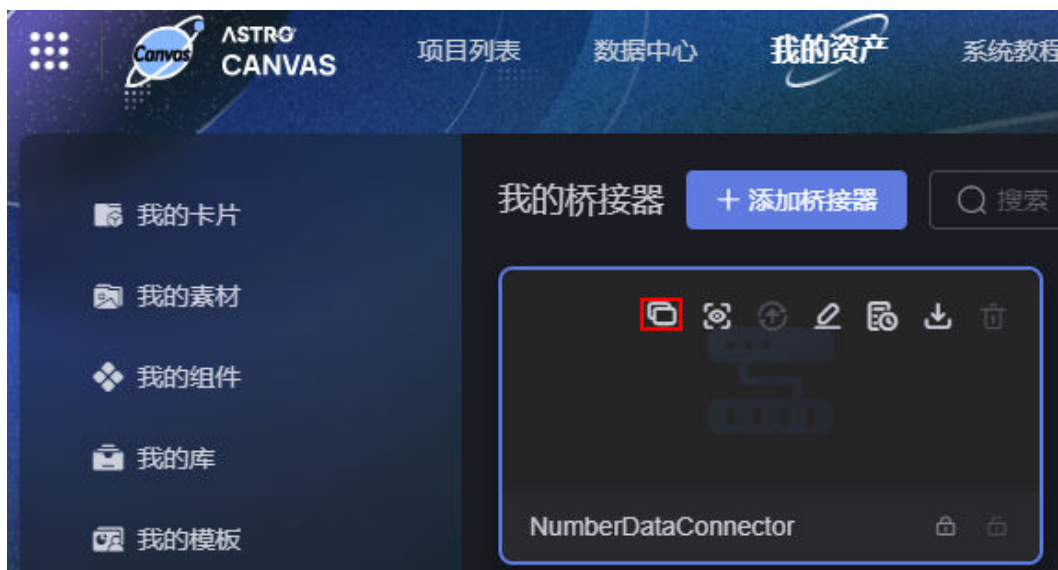 Canvas
ASTRO
CANVAS
项目列表
数据中心
我的资产
系统教程
我的卡片
我的素材
我的组件
我的库
我的模板
我的桥接器
+ 添加桥接器
搜索
NumberDataConnector